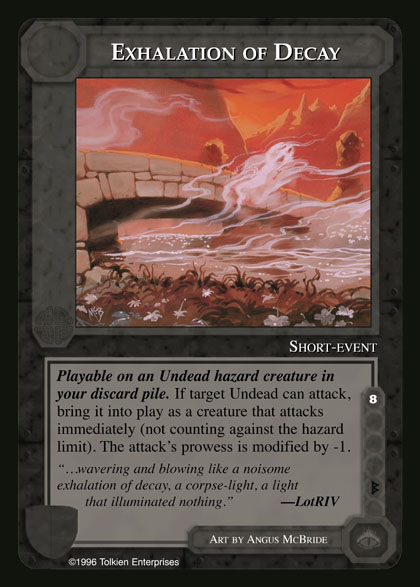 EXHALATION OF DECAY
McB
SHORT-EVENT
Playable on an Undead hazard creature in
your discard pile. If target Undead can attack,
bring it into play as a creature that attacks
immediately (not counting against the hazard
limit). The attack's prowess is modified by -1.
8
“…wavering and blowing like a noisome
exhalation of decay, a corpse-light, a light
that illuminated nothing.” —LotRIV
ART BY ANGUS MCBRIDE
©1996 Tolkien Enterprises